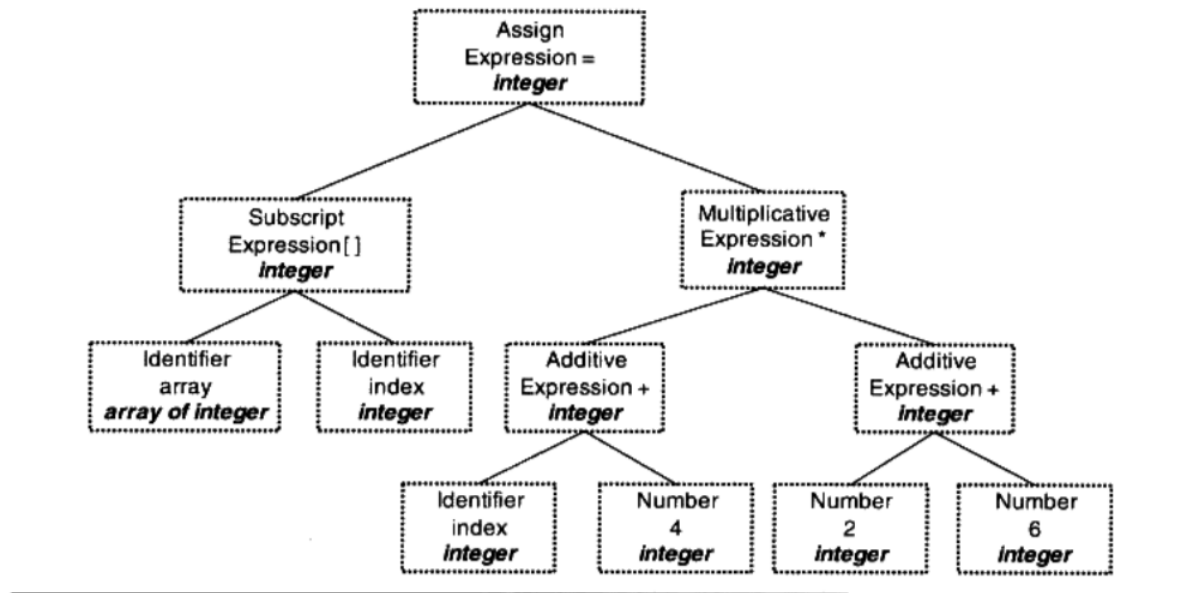 Assign
Expression =
integer
Subscript
Expression [ ]
integer
Multiplicative
Expression *
integer
Identifier
array
array of integer
Identifier
index
integer
Additive
Expression +
integer
Additive
Expression +
integer
Identifier
index
integer
Number
4
integer
Number
2
integer
Number
6
integer